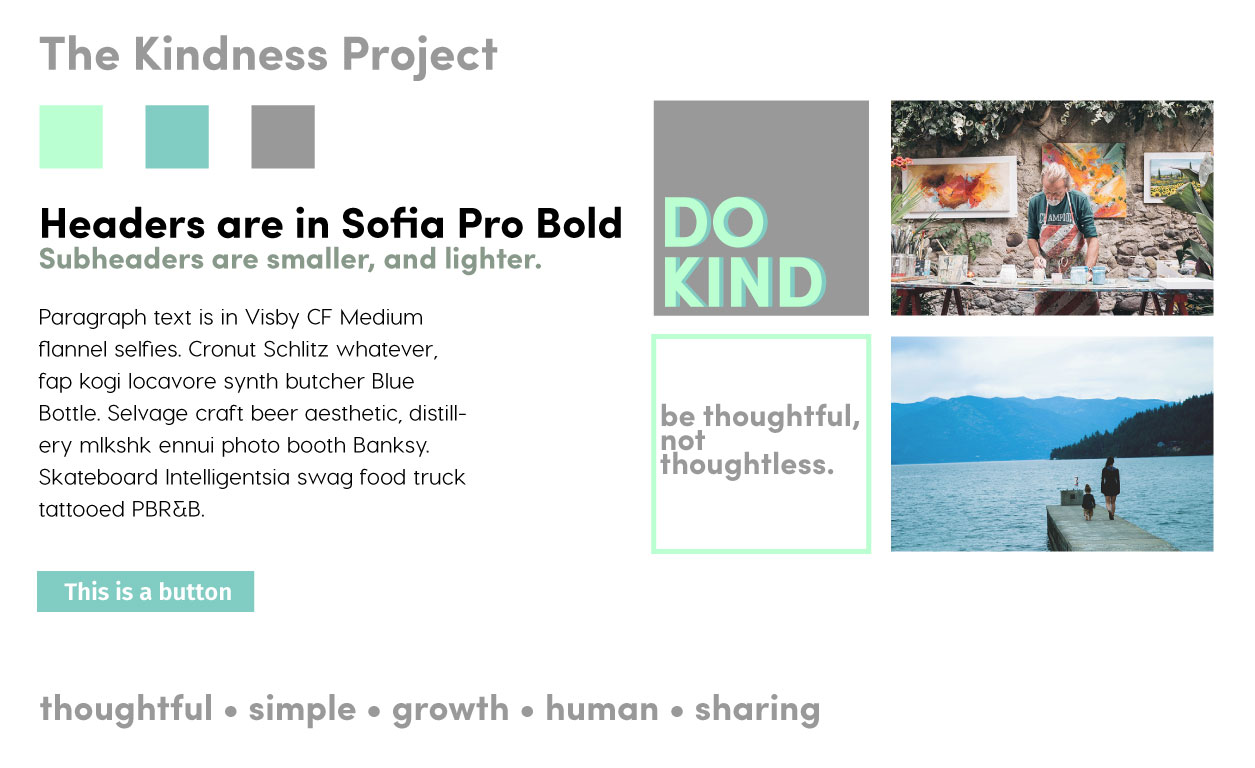 The Kindness Project
Headers are in Sofia Pro Bold
Subheaders are smaller, and lighter.
Paragraph text is in Visby CF Medium
flannel selfies. Cronut Schlitz whatever,
fap kogi locavore synth butcher Blue
Bottle. Selvage craft beer aesthetic, distill-
ery mlkshk ennui photo booth Banksy.
Skateboard Intelligentsia swag food truck
tattooed PBR&B.
This is a button
DO
KIND
CHAMPION
be thoughtful,
not
thoughtless.
thoughtful • simple • growth • human • sharing